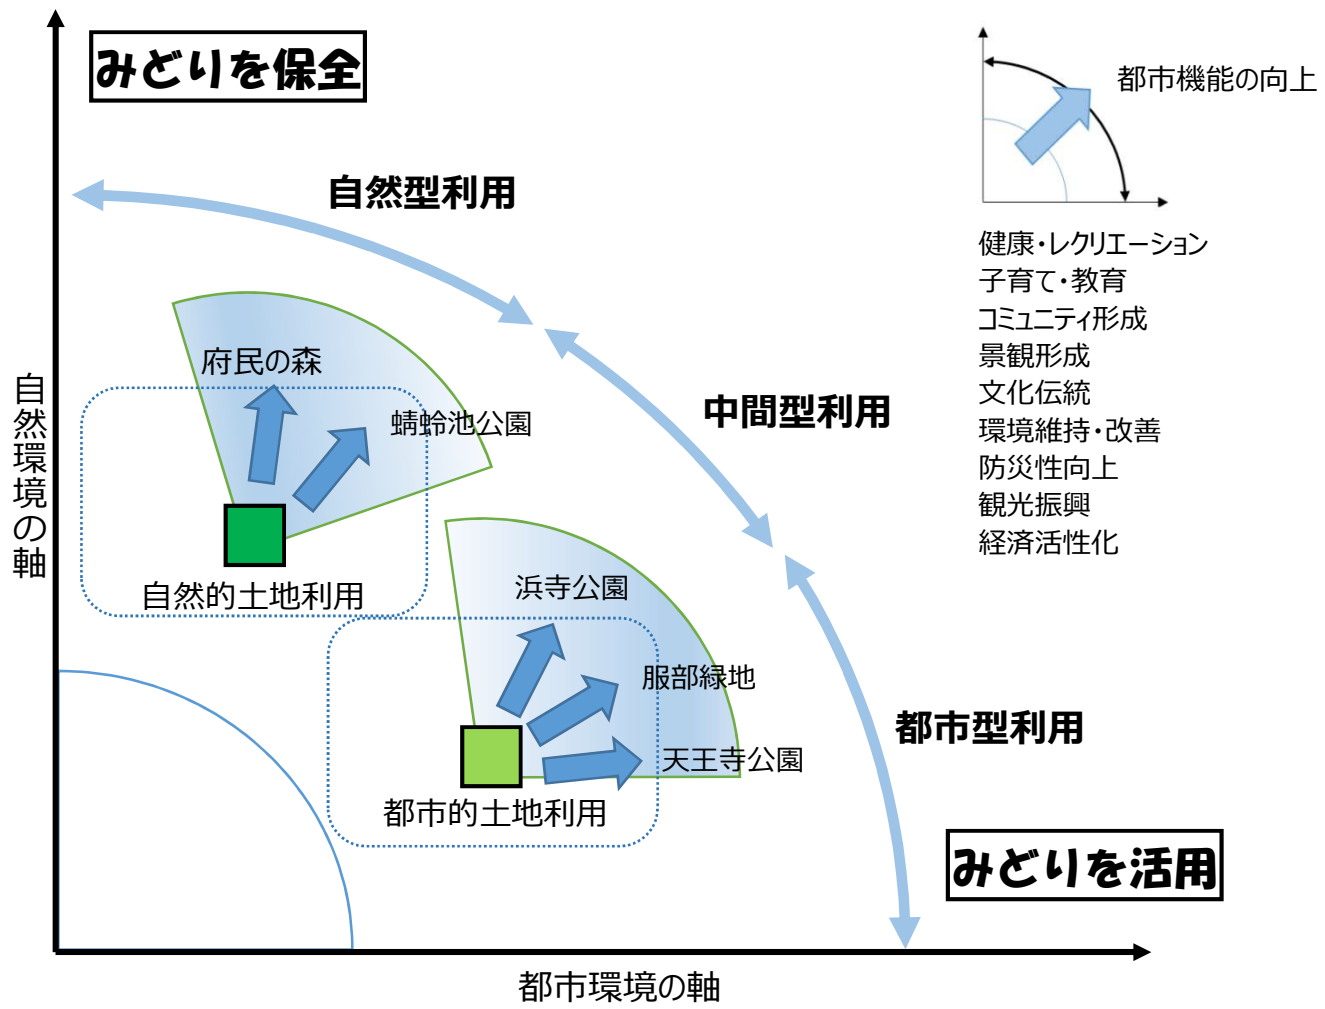 みどりを保全
都市機能の向上
自然型利用
健康・レクリエーション
子育て・教育
コミュニティ形成
景観形成
文化伝統
環境維持・改善
防災性向上
観光振興
経済活性化
府民の森
蜻蛉池公園
中間型利用
自然環境の軸
自然的土地利用
浜寺公園
服部緑地
天王寺公園
都市的土地利用
都市型利用
みどりを活用
都市環境の軸